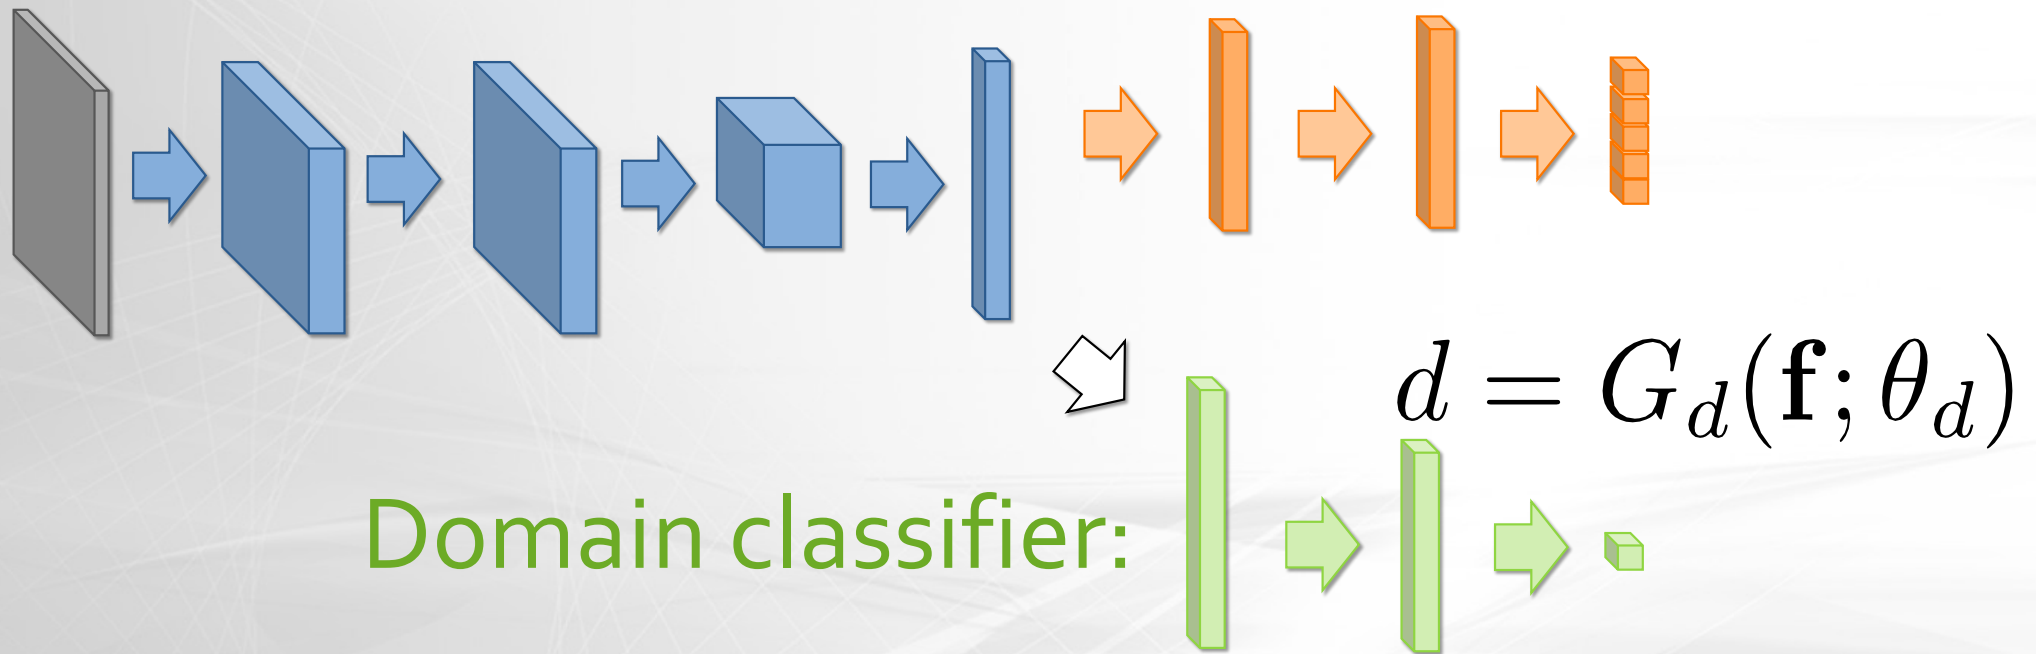 d = G_d(f; θ_d)
Domain classifier: